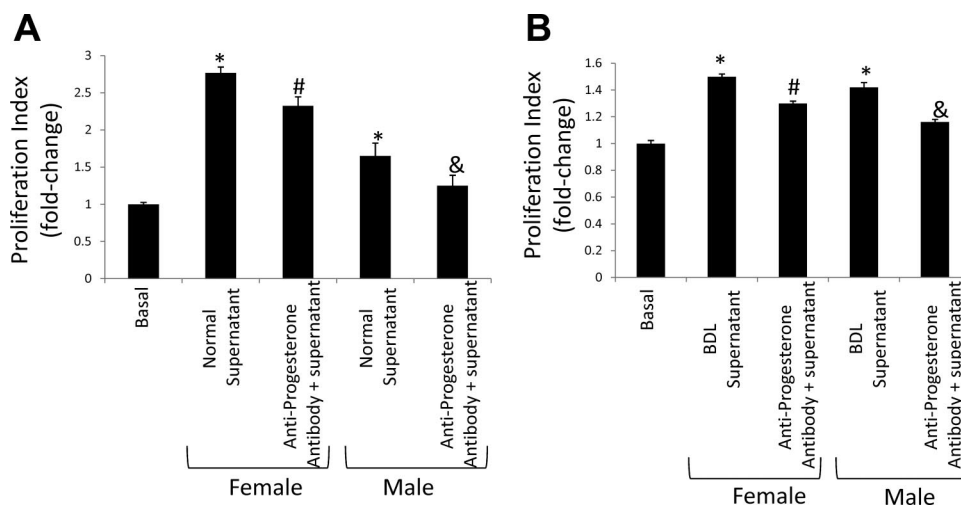 A
Proliferation Index
(fold-change)
3
2.5
2
1.5
1
0.5
0
*
#
*
&
Basal
Normal
Supernatant
Anti-Progesterone
Antibody + supernatant
Normal
Supernatant
Anti-Progesterone
Antibody + supernatant
Female
Male
B
Proliferation Index
(fold-change)
1.6
1.4
1.2
1
0.8
0.6
0.4
0.2
0
*
#
*
&
Basal
BDL
Supernatant
Anti-Progesterone
Antibody + supernatant
BDL
Supernatant
Anti-Progesterone
Antibody + supernatant
Female
Male